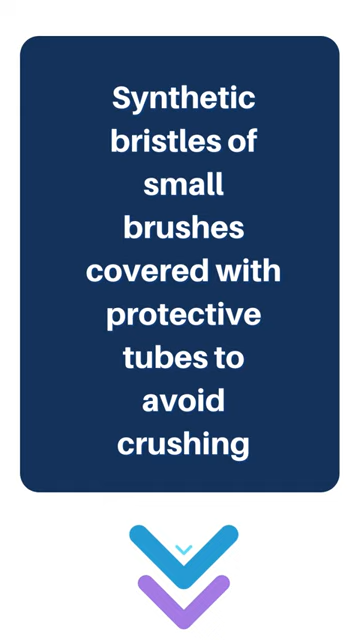 Synthetic
bristles of
small
brushes
covered with
protective
tubes to
avoid
crushing